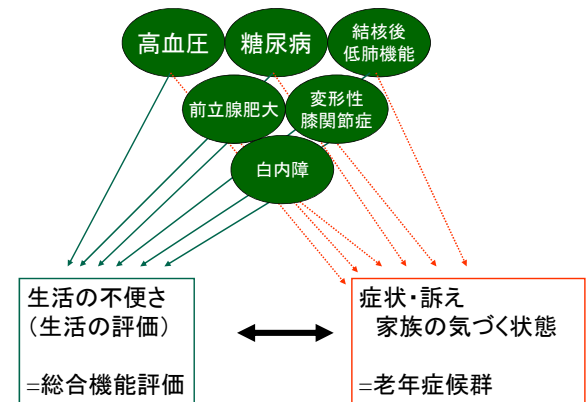 高血圧
糖尿病
結核後
低肺機能
前立腺肥大
変形性
膝関節症
白内障
生活の不便さ
（生活の評価）
=総合機能評価
症状・訴え
家族の気づく状態
=老年症候群